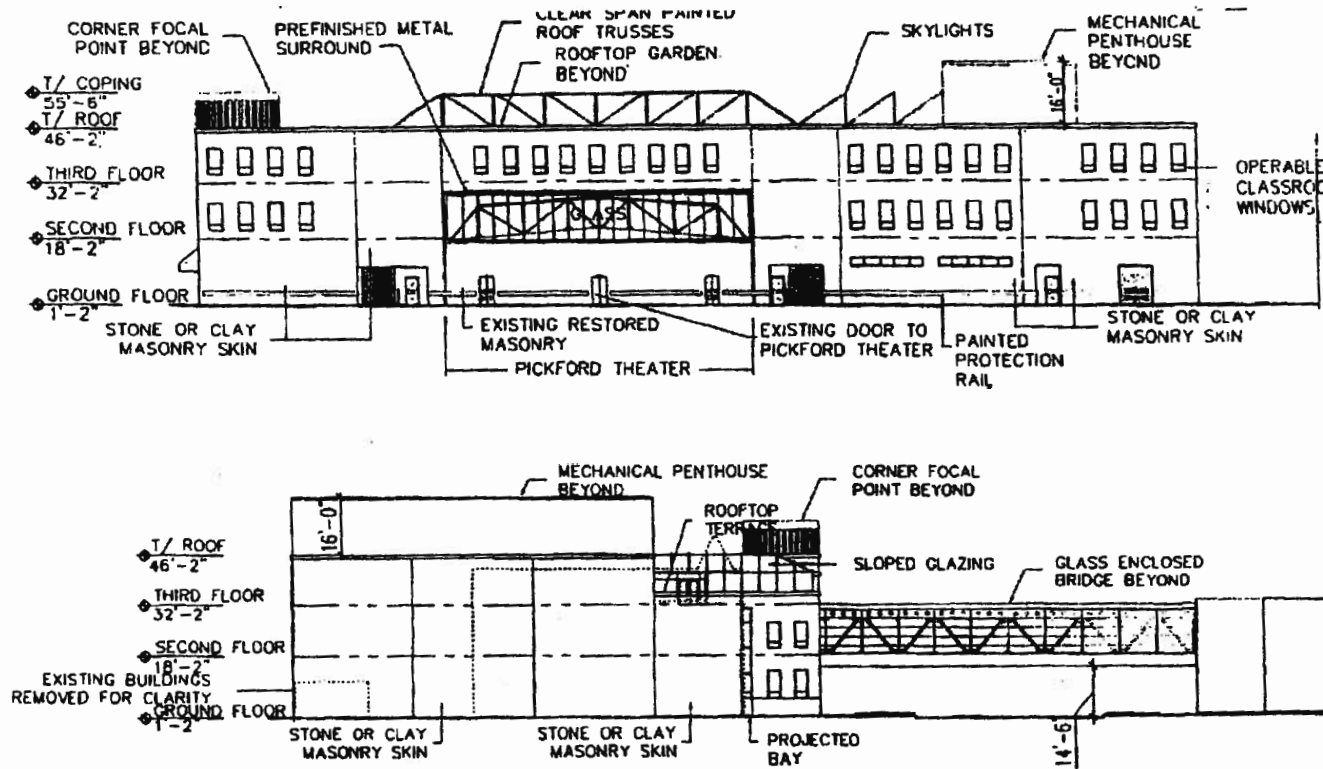 CLEAR SPAN PAINTED
ROOF TRUSSES
CORNER FOCAL
POINT BEYOND
PREFINISHED METAL
SURROUND
ROOFTOP GARDEN
BEYOND
SKYLIGHTS
MECHANICAL
PENTHOUSE
BEYOND
T/ COPING
55'-6"
T/ ROOF
46'-2"
16'-0"
THIRD FLOOR
32'-2"
OPERABLE
CLASSROO
WINDOWS
GLASS
SECOND FLOOR
18'-2"
GROUND FLOOR
1'-2"
STONE OR CLAY
MASONRY SKIN
EXISTING RESTORED
MASONRY
EXISTING DOOR TO
PICKFORD THEATER
PAINTED
PROTECTION
RAIL
STONE OR CLAY
MASONRY SKIN
PICKFORD THEATER
MECHANICAL PENTHOUSE
BEYOND
CORNER FOCAL
POINT BEYOND
16'-0"
ROOFTOP
TERRACE
T/ ROOF
46'-2"
SLOPED GLAZING
GLASS ENCLOSED
BRIDGE BEYOND
THIRD FLOOR
32'-2"
SECOND FLOOR
18'-2"
EXISTING BUILDINGS
REMOVED FOR CLARITY
GROUND FLOOR
1'-2"
STONE OR CLAY
MASONRY SKIN
STONE OR CLAY
MASONRY SKIN
PROJECTED
BAY
14'-6